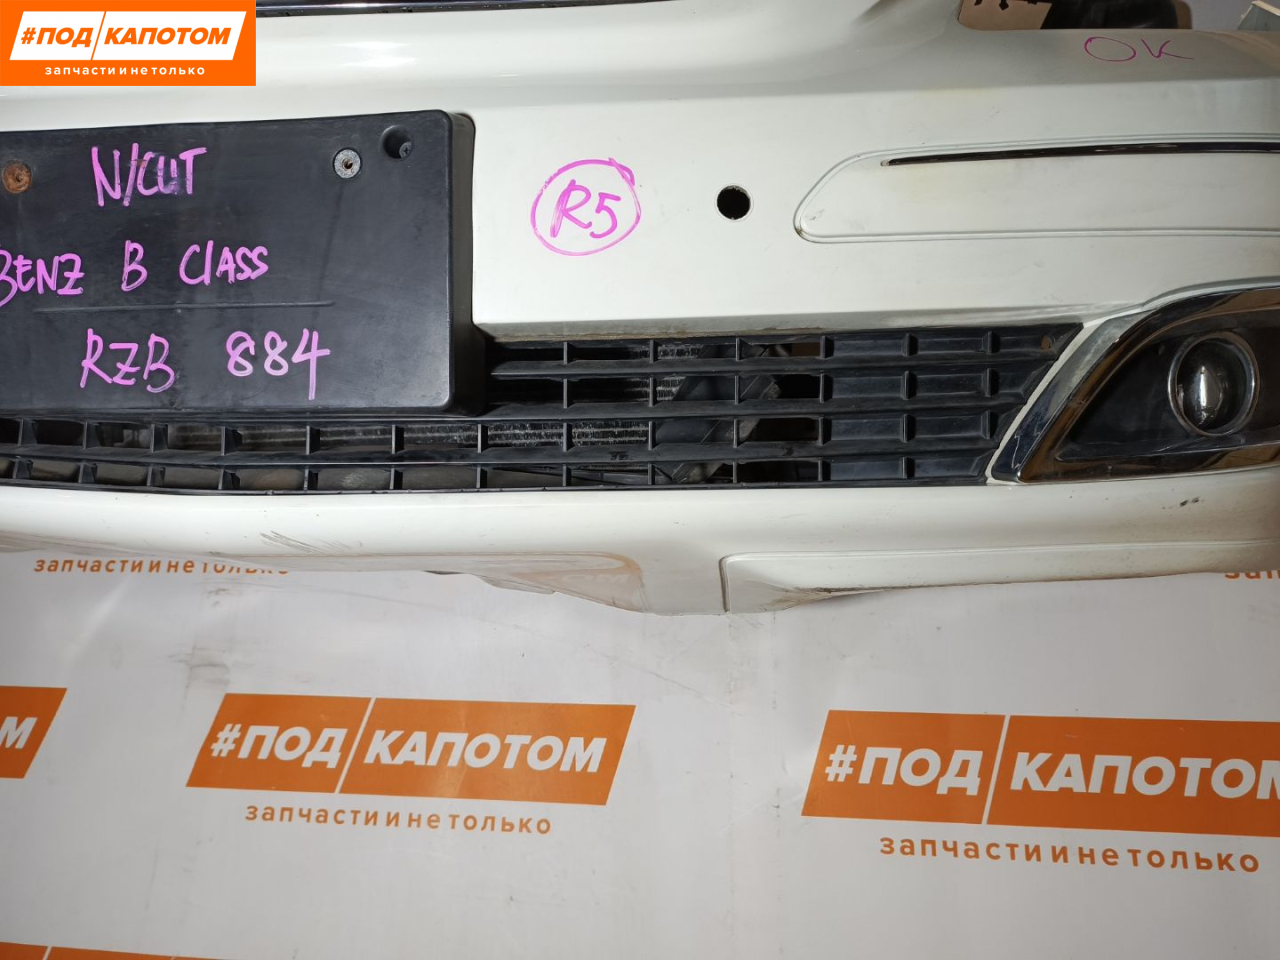 #ПОД КАПОТОМ
запчасти и не только
OK
N/CUT
R5
BENZ B CLASS
RZB 884
запчасти и не только
#ПОД КАПОТОМ
запчасти и не только
#ПОД КАПОТОМ
запчасти и не только